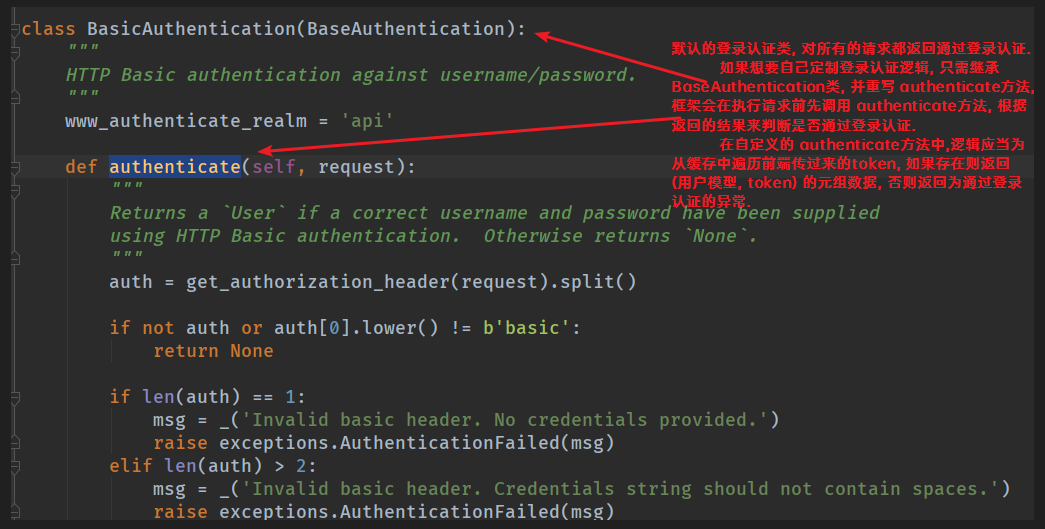 class BasicAuthentication(BaseAuthentication):
"""
HTTP Basic authentication against username/password.
"""
www_authenticate_realm = 'api'
def authenticate(self, request):
"""
Returns a `User` if a correct username and password have been supplied
using HTTP Basic authentication.  Otherwise returns `None`.
"""
auth = get_authorization_header(request).split()
if not auth or auth[0].lower() != b'basic':
return None
if len(auth) == 1:
msg = _('Invalid basic header. No credentials provided.')
raise exceptions.AuthenticationFailed(msg)
elif len(auth) > 2:
msg = _('Invalid basic header. Credentials string should not contain spaces.')
raise exceptions.AuthenticationFailed(msg)
默认的登录认证类, 对所有的请求都返回通过登录认证.
如果想要自己定制登录认证逻辑, 只需继承
BaseAuthentication类, 并重写 authenticate方法,
框架会在执行请求前先调用 authenticate方法, 根据
返回的结果来判断是否通过登录认证.
在自定义的 authenticate方法中,逻辑应当为
从缓存中遍历前端传过来的token, 如果存在则返回
(用户模型, token) 的元组数据, 否则返回为通过登录
认证的异常.